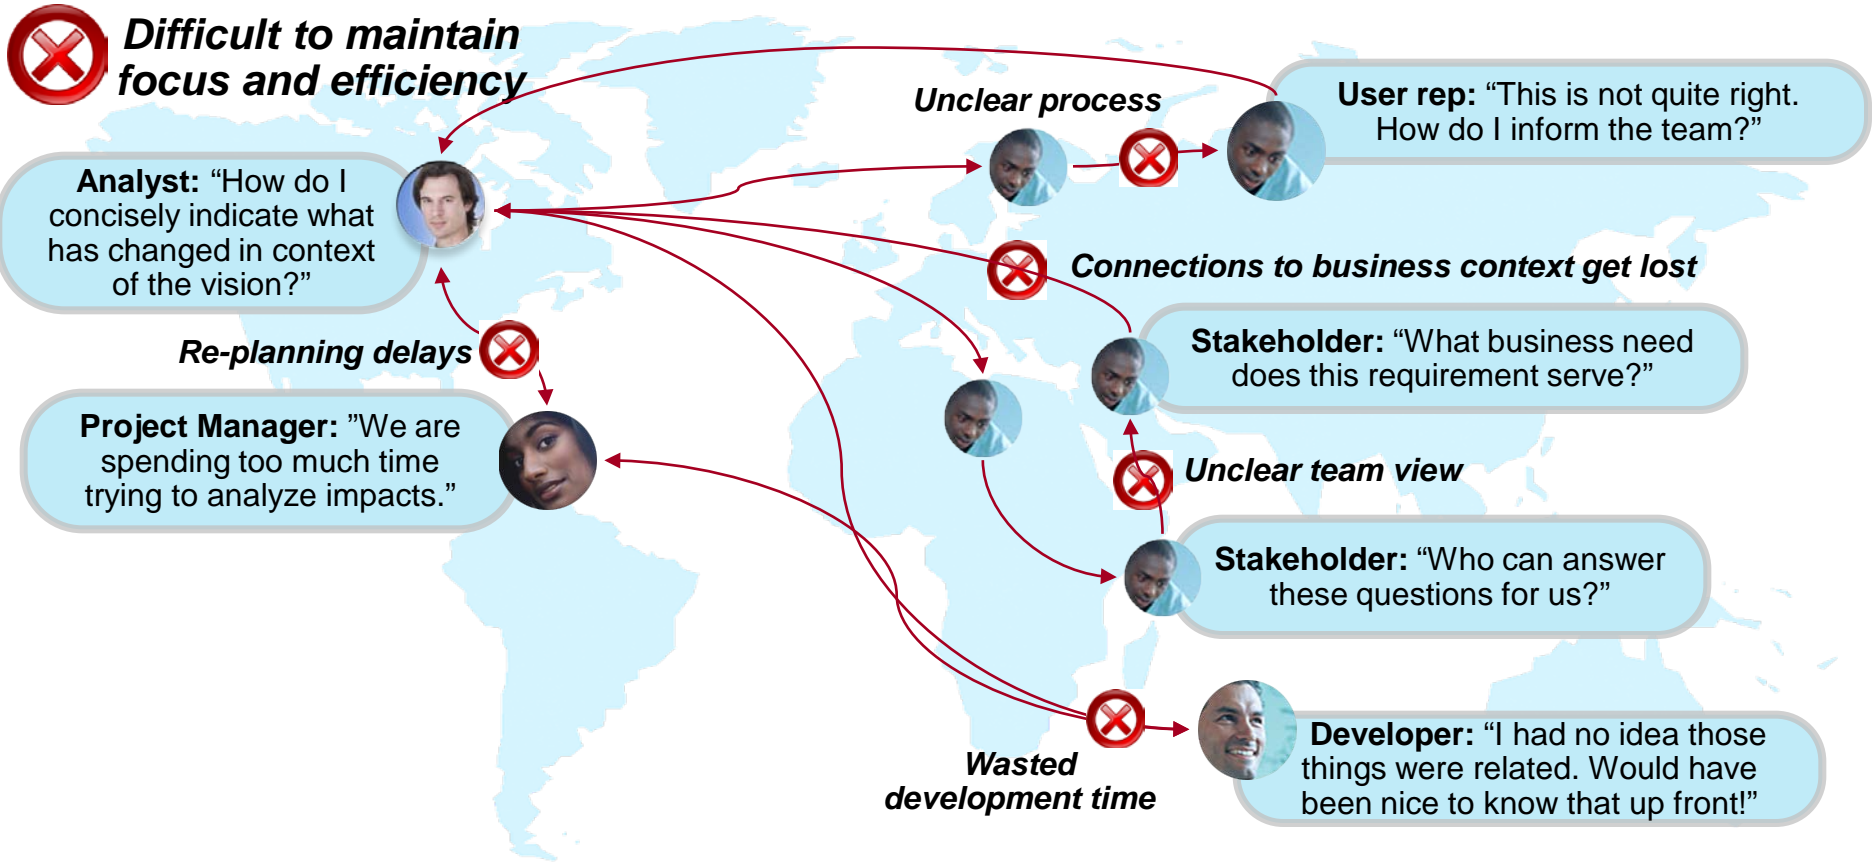 Difficult to maintain
focus and efficiency
Unclear process
User rep: “This is not quite right.
How do I inform the team?”
Analyst: “How do I
concisely indicate what
has changed in context
of the vision?”
Connections to business context get lost
Re-planning delays
Stakeholder: “What business need
does this requirement serve?”
Project Manager: ”We are
spending too much time
trying to analyze impacts.”
Unclear team view
Stakeholder: “Who can answer
these questions for us?”
Wasted
development time
Developer: “I had no idea those
things were related. Would have
been nice to know that up front!”